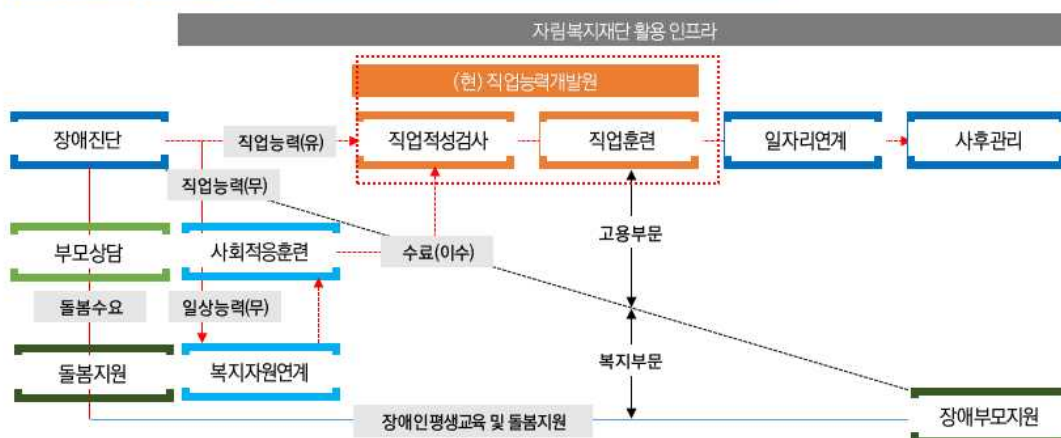 자림복지재단 활용 인프라
(현) 직업능력개발원
장애진단
직업능력(유)
직업적성검사
직업훈련
일자리연계
사후관리
직업능력(무)
부모상담
사회적응훈련
수료(이수)
고용부문
돌봄수요
일상능력(무)
돌봄지원
복지자원연계
복지부문
장애인평생교육 및 돌봄지원
장애부모지원